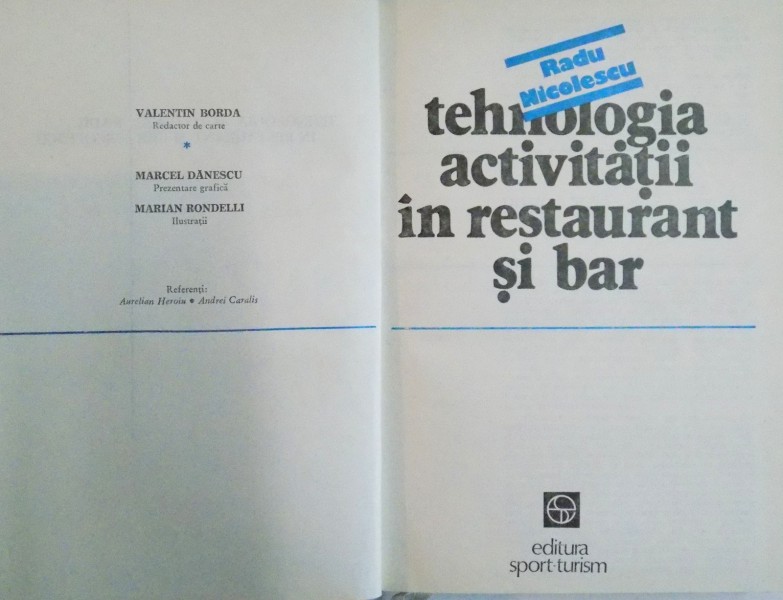 VALENTIN BORDA
Redactor de carte
*
MARCEL DĂNESCU
Prezentare grafică
MARIAN RONDELLI
Ilustrații
Referenți:
Aurelian Heroiu • Andrei Caralis
Radu
Nicolescu
tehnologia
activității
în restaurant
și bar
editura
sport-turism